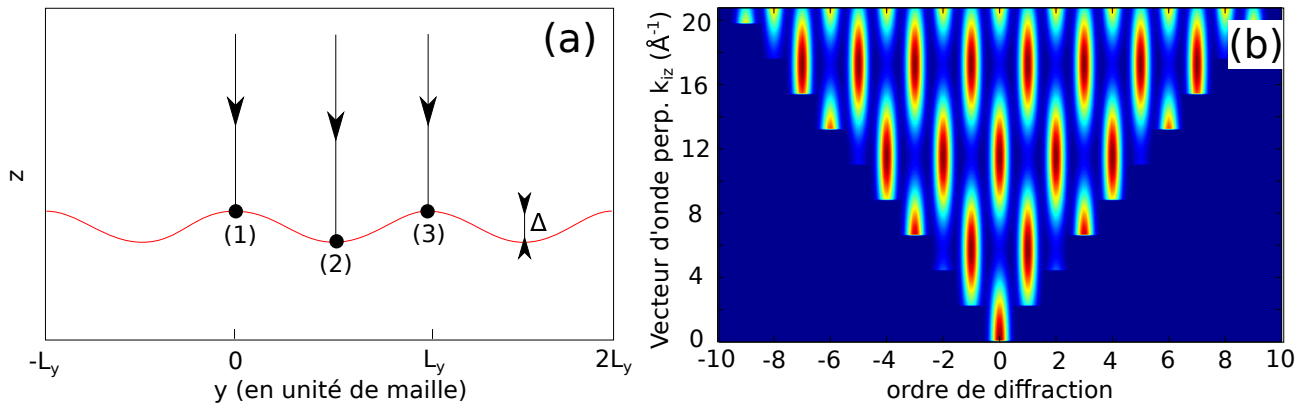 (a)
z
(1)
(2)
(3)
Δ
-Ly
0
Ly
2Ly
y (en unité de maille)
(b)
Vecteur d'onde perp. kiz (Å-1)
20
16
12
8
4
0
-10
-8
-6
-4
-2
0
2
4
6
8
10
ordre de diffraction